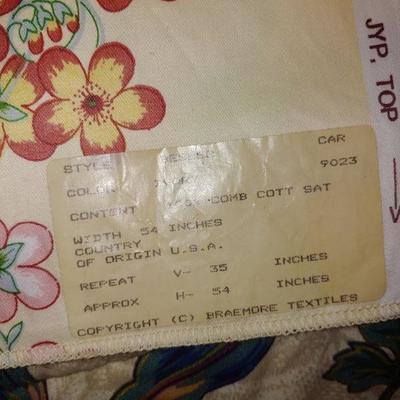 JYP. TOP
STYLE CAR
COLOR 9023
CONTENT COMB COTT SAT
WIDTH 54 INCHES
COUNTRY
OF ORIGIN U.S.A.
REPEAT V- 35 INCHES
APPROX H- 54 INCHES
COPYRIGHT (C) BRAEMORE TEXTILES